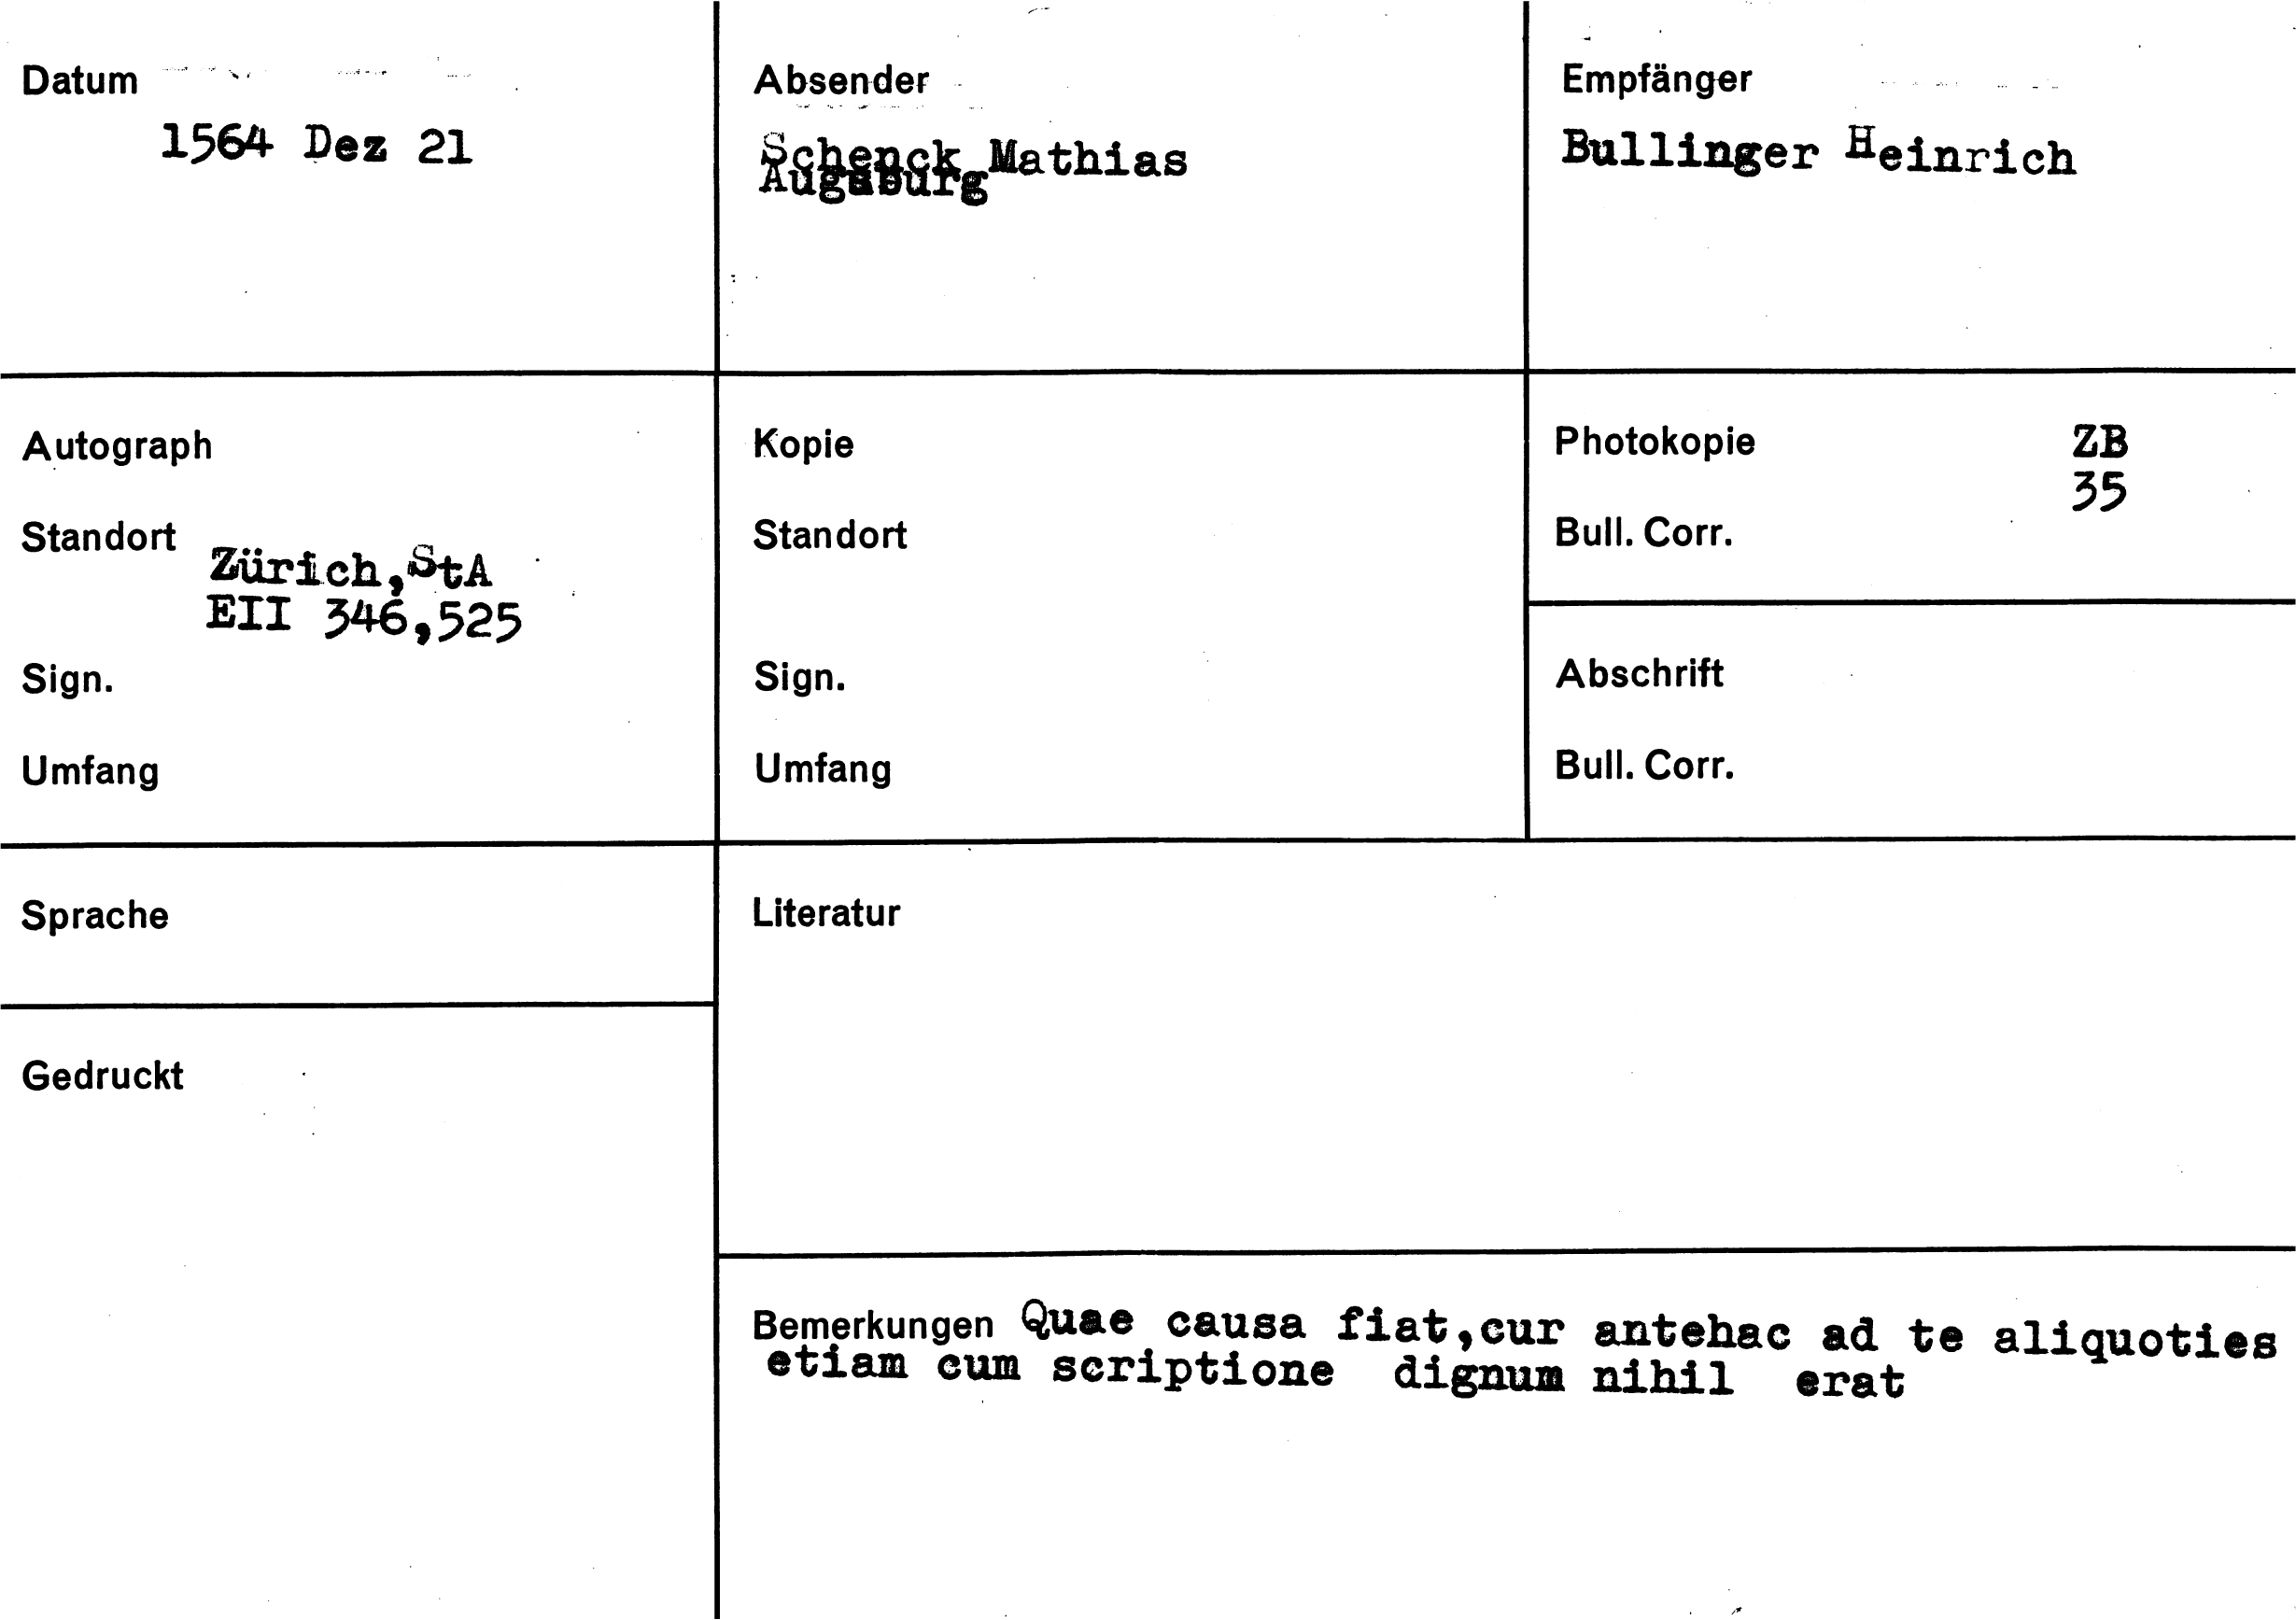 Datum
1564 Dez 21
Absender
Schenck Mathias
Augsburg
Empfänger
Bullinger Heinrich
Autograph
Standort
Zürich,StA
EII 346,525
Sign.
Umfang
Kopie
Standort
Sign.
Umfang
Photokopie ZB
35
Bull. Corr.
Abschrift
Bull. Corr.
Sprache
Literatur
Gedruckt
Bemerkungen Quae causa fiat,cur antehac ad te aliquoties
etiam cum scriptione dignum nihil erat